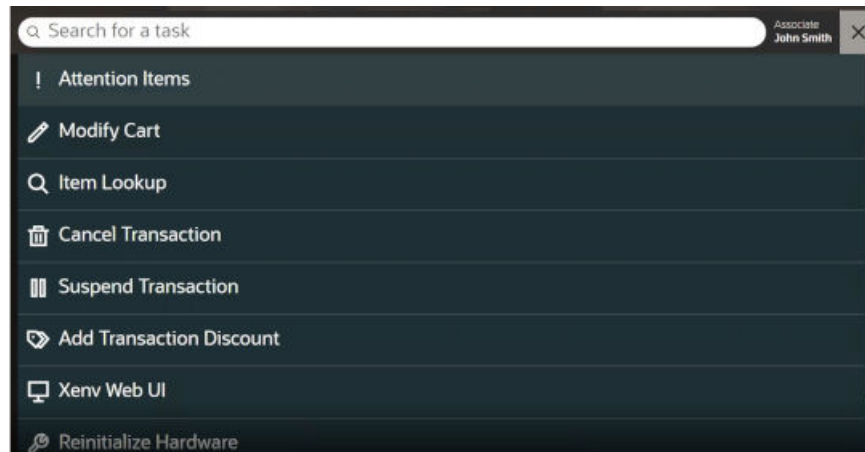 Search for a task
Associate
John Smith
Attention Items
Modify Cart
Item Lookup
Cancel Transaction
Suspend Transaction
Add Transaction Discount
Xenv Web UI
Reinitialize Hardware